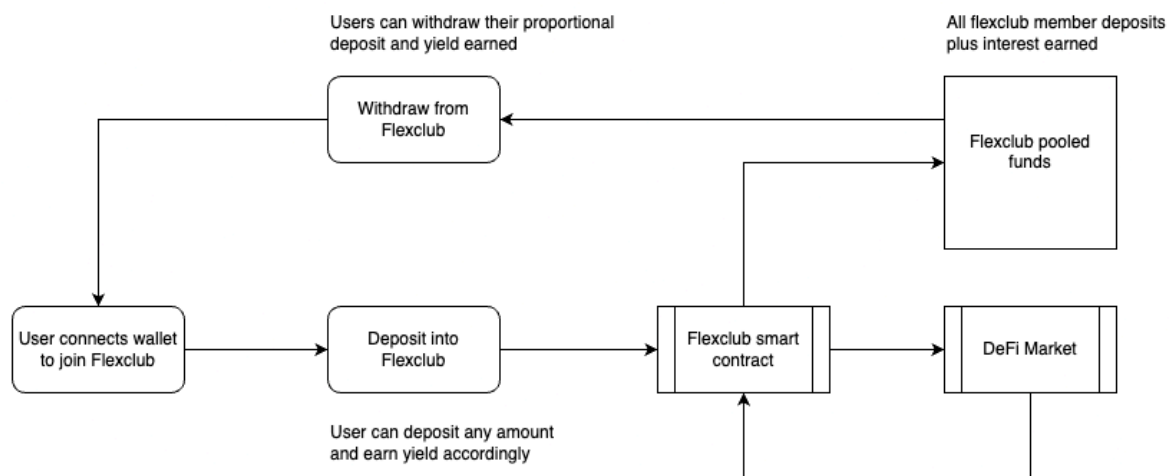 Users can withdraw their proportional
deposit and yield earned
All flexclub member deposits
plus interest earned
Withdraw from
Flexclub
Flexclub pooled
funds
User connects wallet
to join Flexclub
Deposit into
Flexclub
Flexclub smart
contract
DeFi Market
User can deposit any amount
and earn yield accordingly